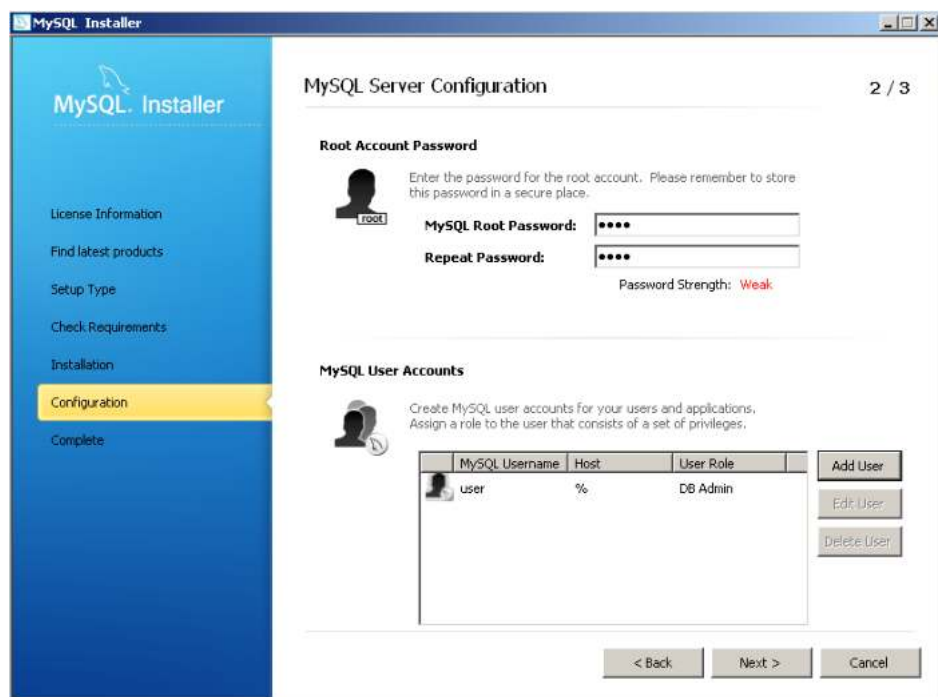 MySQL Installer
MySQL. Installer
License Information
Find latest products
Setup Type
Check Requirements
Installation
Configuration
Complete
MySQL Server Configuration
2 / 3
Root Account Password
Enter the password for the root account. Please remember to store
this password in a secure place.
root
MySQL Root Password: ●●●●
Repeat Password: ●●●●
Password Strength: Weak
MySQL User Accounts
Create MySQL user accounts for your users and applications.
Assign a role to the user that consists of a set of privileges.
MySQL Username Host User Role
user % DB Admin
Add User
Edit User
Delete User
< Back Next > Cancel